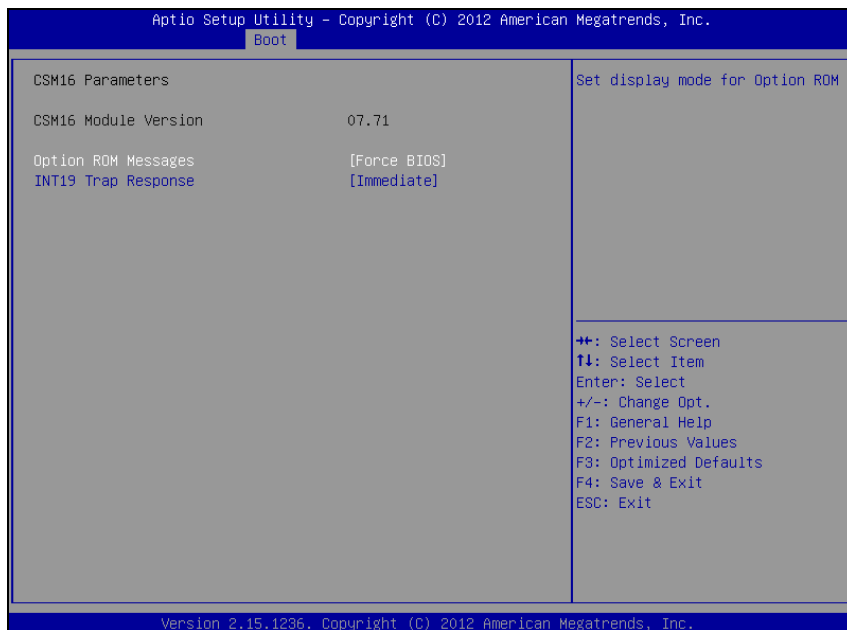 Aptio Setup Utility – Copyright (C) 2012 American Megatrends, Inc.
Boot
CSM16 Parameters
CSM16 Module Version 07.71
Option ROM Messages [Force BIOS]
INT19 Trap Response [Immediate]
Set display mode for Option ROM
→←: Select Screen
↑↓: Select Item
Enter: Select
+/-: Change Opt.
F1: General Help
F2: Previous Values
F3: Optimized Defaults
F4: Save & Exit
ESC: Exit
Version 2.15.1236. Copyright (C) 2012 American Megatrends, Inc.